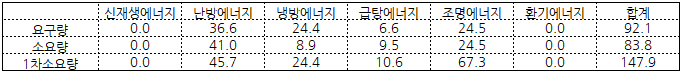 신재생에너지 난방에너지 냉방에너지 급탕에너지 조명에너지 환기에너지 합계
요구량 0.0 36.6 24.4 6.6 24.5 0.0 92.1
소요량 0.0 41.0 8.9 9.5 24.5 0.0 83.8
1차소요량 0.0 45.7 24.4 10.6 67.3 0.0 147.9